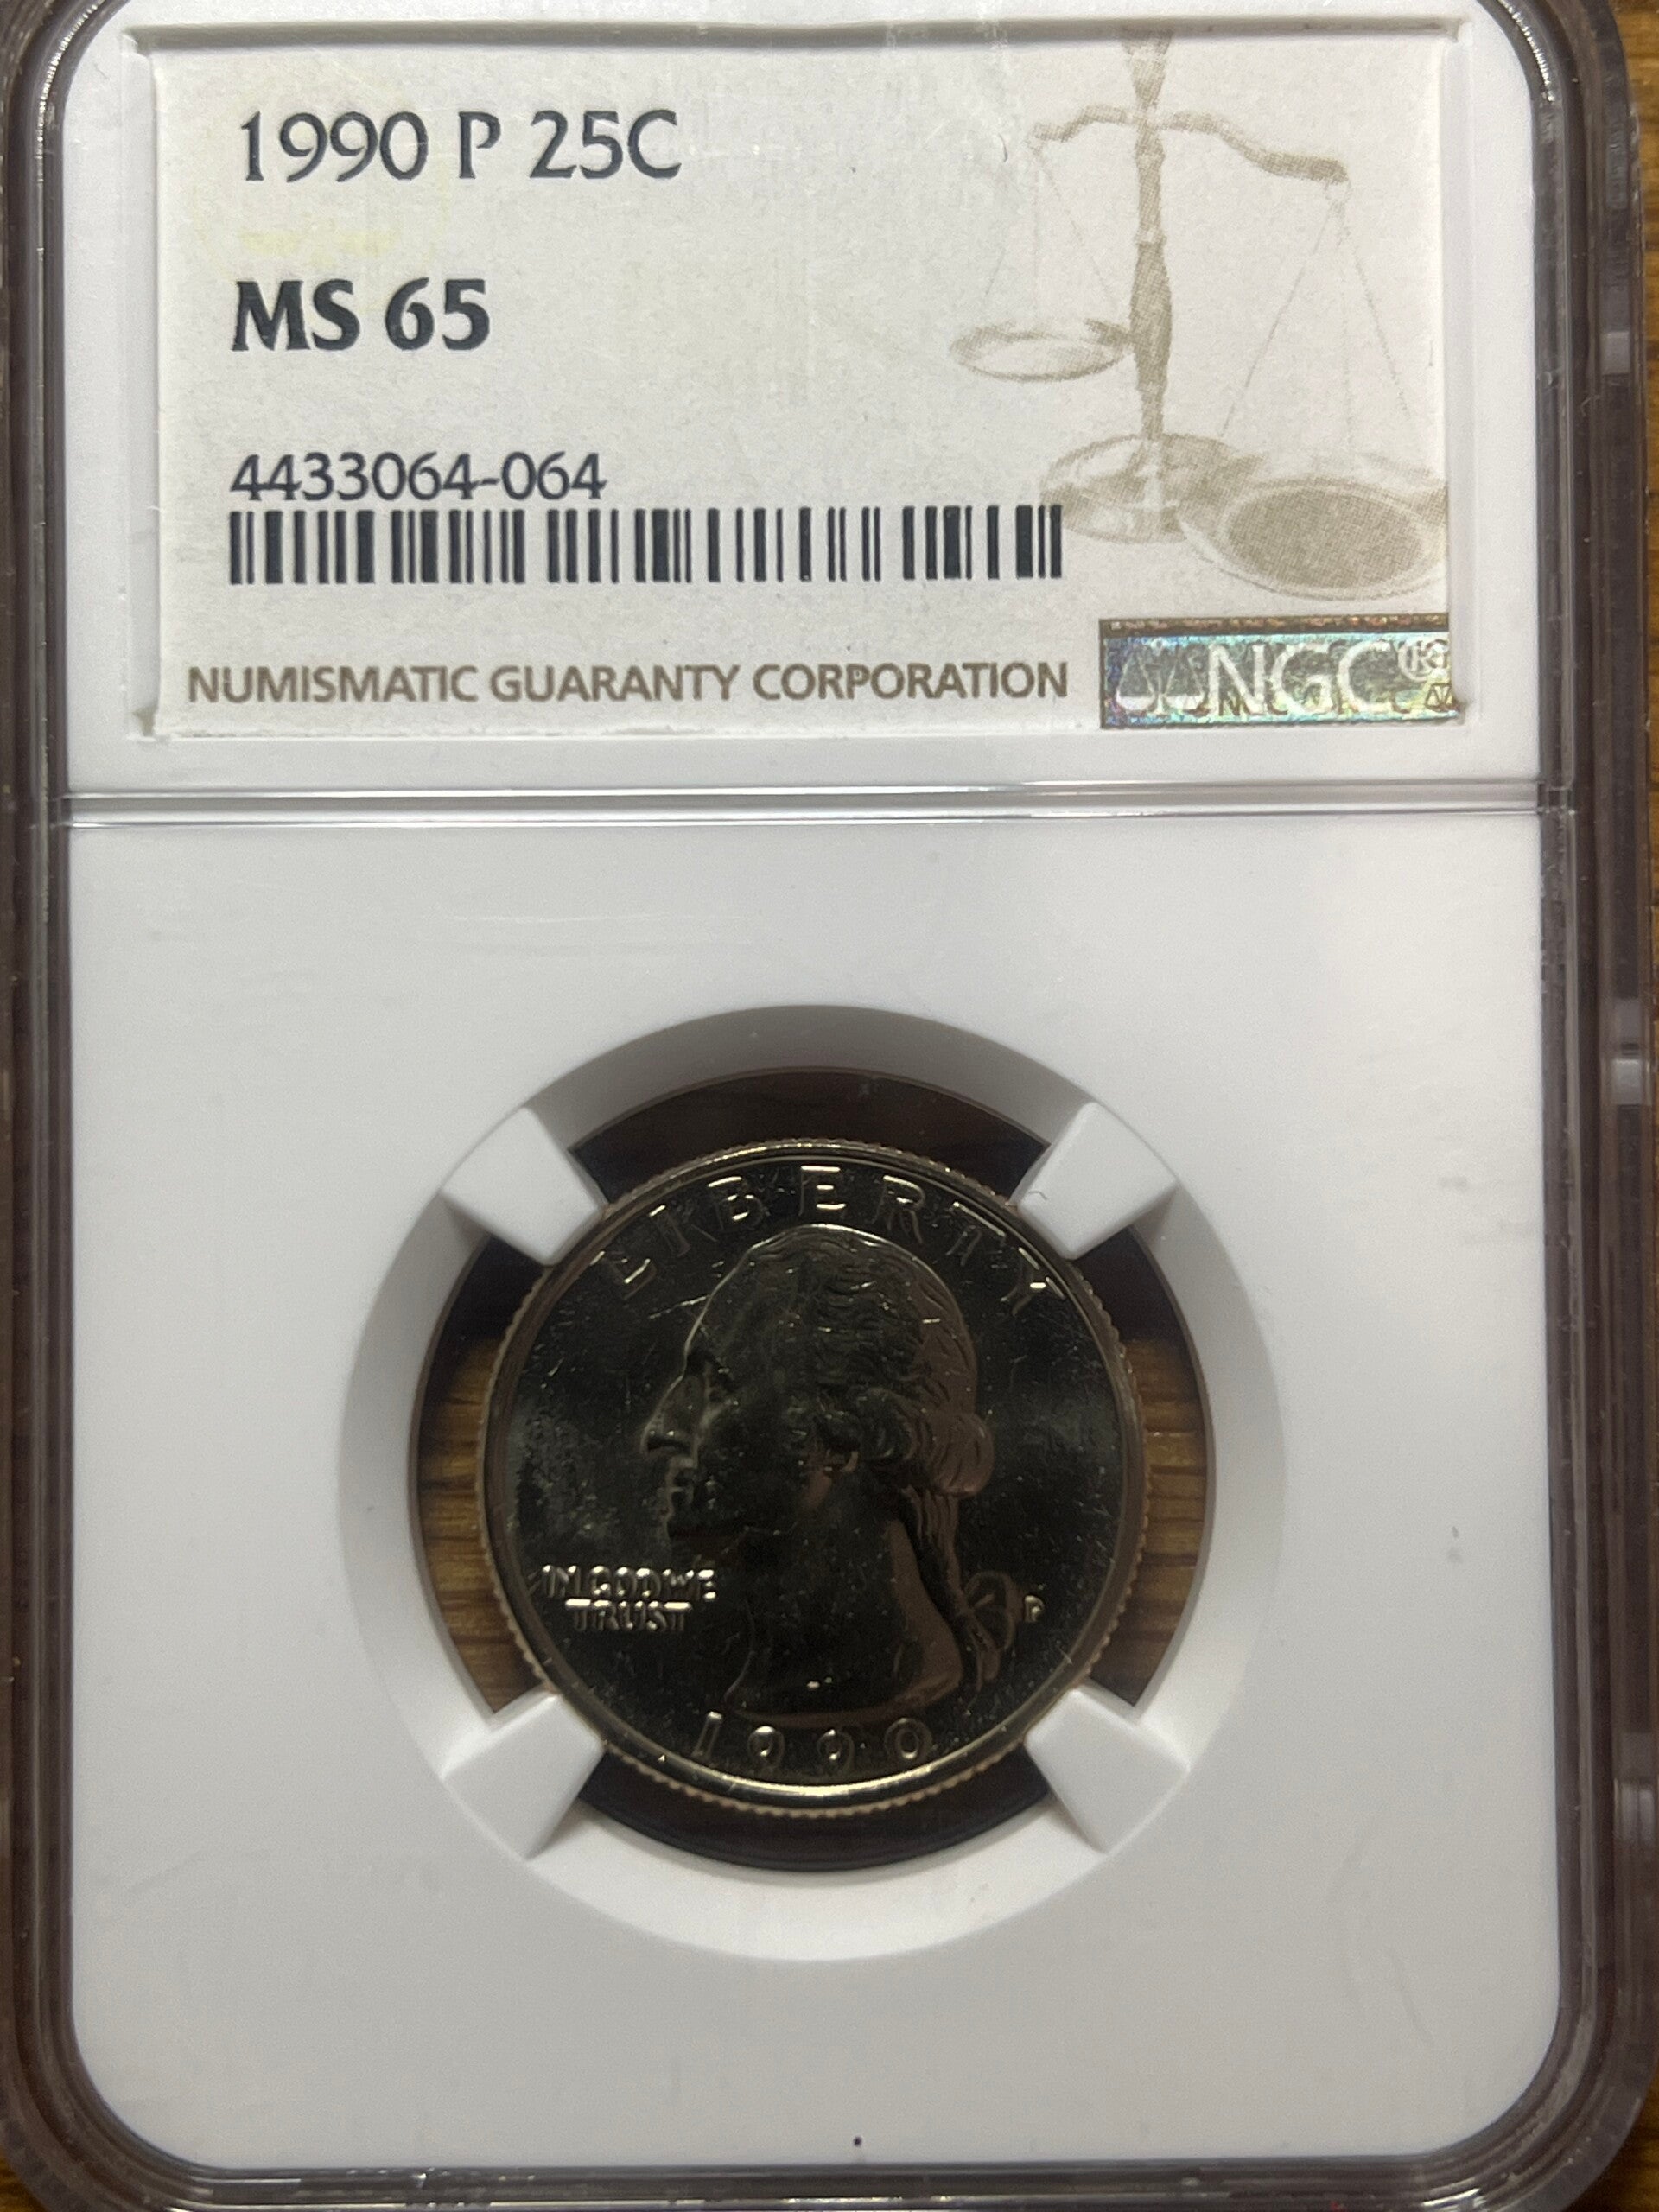 1990 P 25C
MS 65
4433064-064
NUMISMATIC GUARANTY CORPORATION
NGC®
LIBERTY
IN GOD WE
TRUST
P
1990